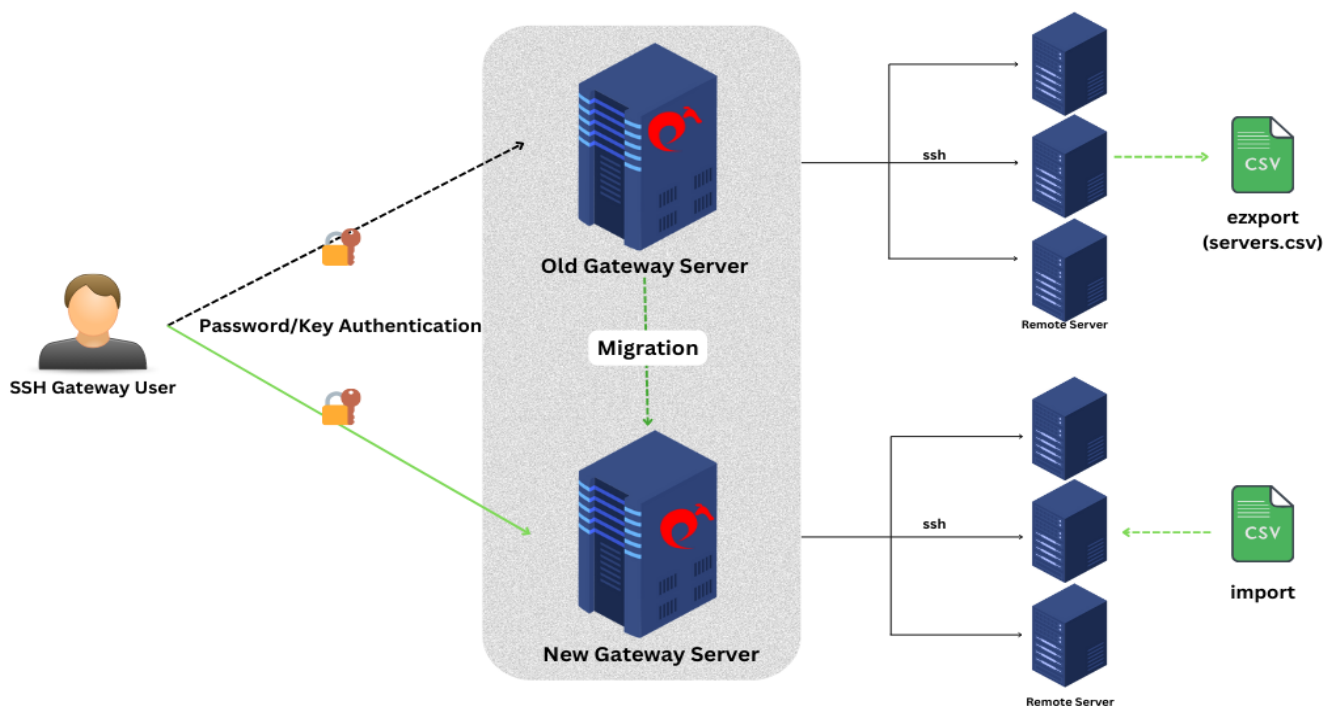 ssh
CSV
ezxport
(servers.csv)
Old Gateway Server
Remote Server
Password/Key Authentication
Migration
SSH Gateway User
ssh
CSV
import
New Gateway Server
Remote Server